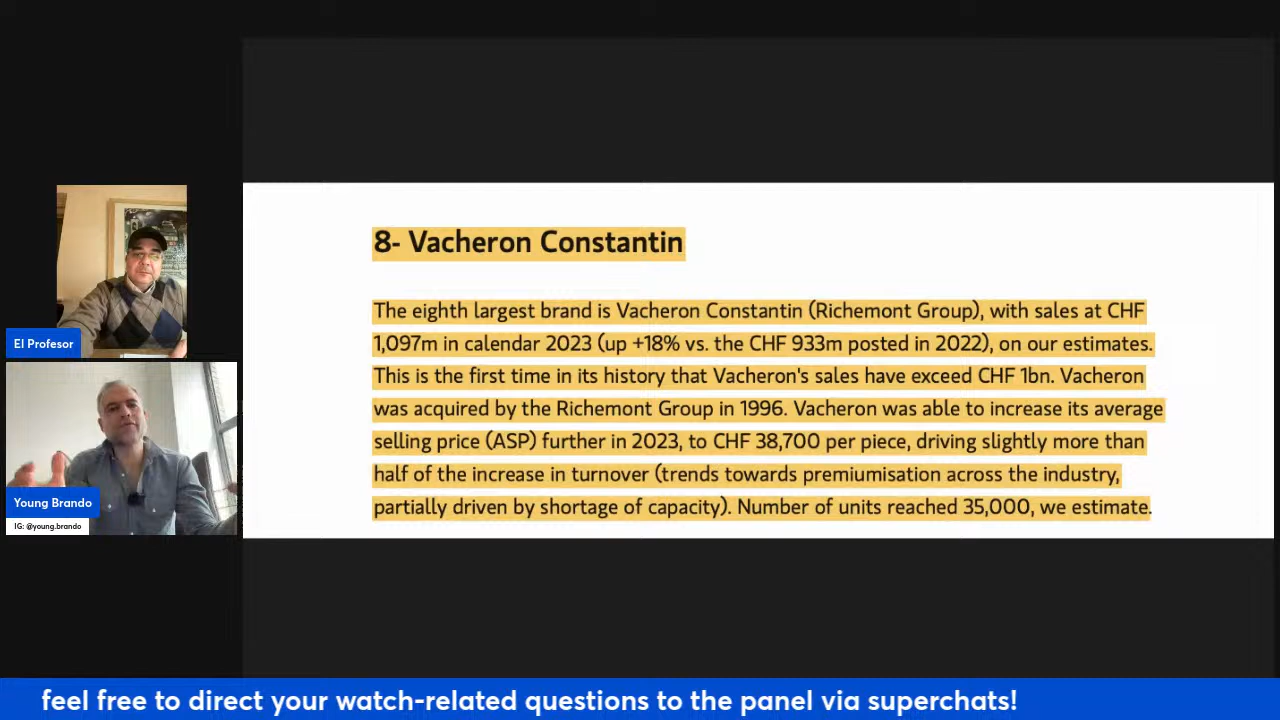 8- Vacheron Constantin
The eighth largest brand is Vacheron Constantin (Richemont Group), with sales at CHF
1,097m in calendar 2023 (up +18% vs. the CHF 933m posted in 2022), on our estimates.
This is the first time in its history that Vacheron's sales have exceed CHF 1bn. Vacheron
was acquired by the Richemont Group in 1996. Vacheron was able to increase its average
selling price (ASP) further in 2023, to CHF 38,700 per piece, driving slightly more than
half of the increase in turnover (trends towards premiumisation across the industry,
partially driven by shortage of capacity). Number of units reached 35,000, we estimate.
El Profesor
Young Brando
IG: @young.brando
feel free to direct your watch-related questions to the panel via superchats!